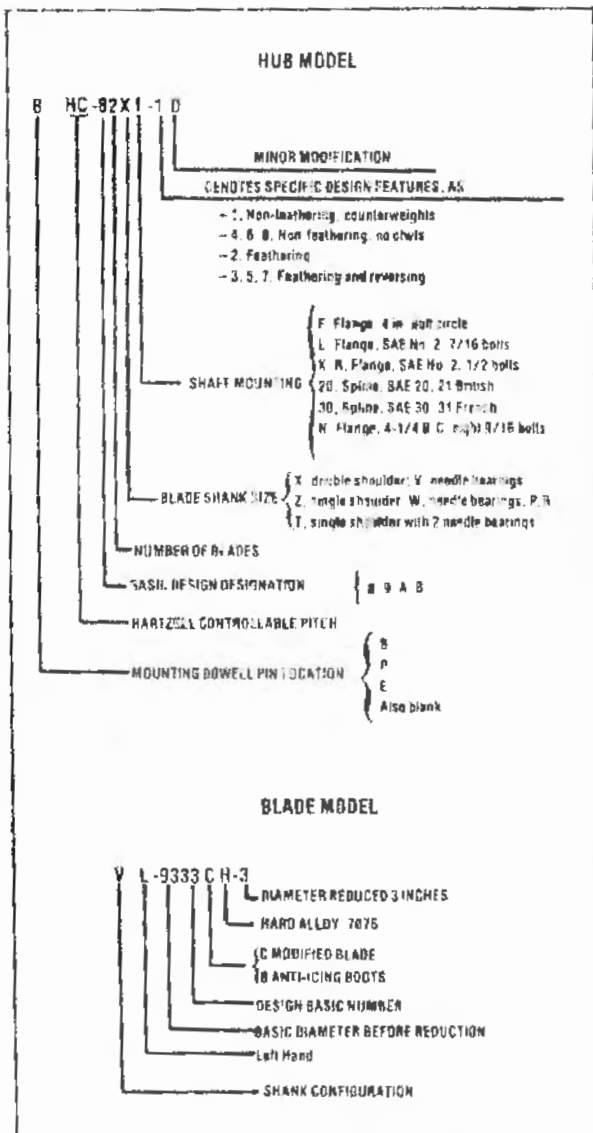 HUB MODEL
B HC -82X1 -1 D
MINOR MODIFICATION
DENOTES SPECIFIC DESIGN FEATURES, AS
- 1, Non-feathering, counterweights
- 4, 6 8, Non feathering, no ctwts
- 2, Feathering
- 3, 5, 7, Feathering and reversing
SHAFT MOUNTING
F Flange 4 in bolt circle
L Flange, SAE No. 2 7/16 bolts
X K, Flange, SAE No. 2, 1/2 bolts
20, Spline, SAE 20, 21 British
30, Spline, SAE 30 31 French
N Flange, 4-1/4 B C eight 9/16 bolts
BLADE SHANK SIZE
X double shoulder, V needle bearings
Z, single shoulder W, needle bearings, P, R
T, single shoulder with 2 needle bearings
NUMBER OF BLADES
BASIC DESIGN DESIGNATION
8 9 A B
HARTZELL CONTROLLABLE PITCH
MOUNTING DOWELL PIN LOCATION
B
P
E
Also blank
BLADE MODEL
V L -9333 C H-3
DIAMETER REDUCED 3 INCHES
HARD ALLOY 7076
C MODIFIED BLADE
B ANTI-ICING BOOTS
DESIGN BASIC NUMBER
BASIC DIAMETER BEFORE REDUCTION
Left Hand
SHANK CONFIGURATION